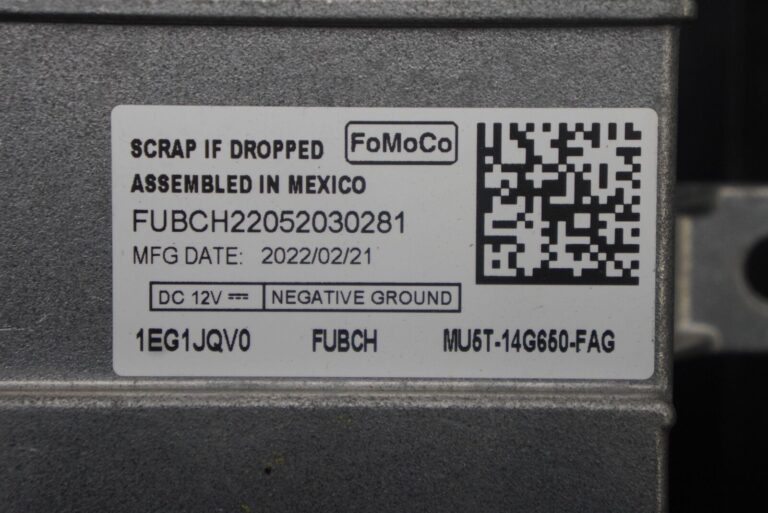 SCRAP IF DROPPED FoMoCo
ASSEMBLED IN MEXICO
FUBCH22052030281
MFG DATE: 2022/02/21
DC 12V ⎓ NEGATIVE GROUND
1EG1JQV0 FUBCH MU5T-14G650-FAG